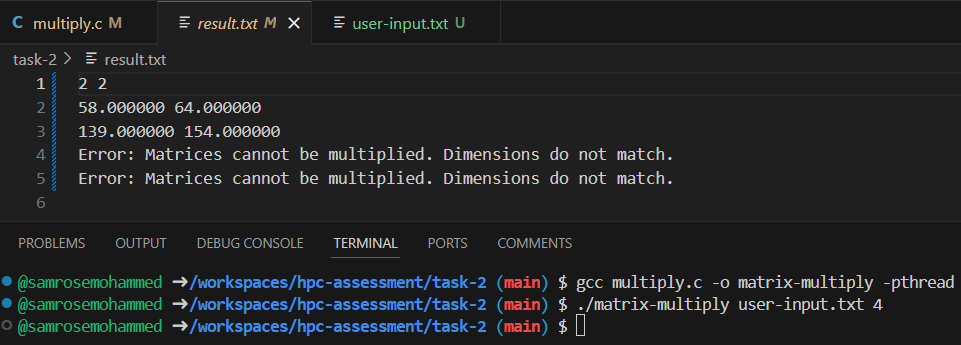 C multiply.c M result.txt M × user-input.txt U
task-2 > result.txt
1 2 2
2 58.000000 64.000000
3 139.000000 154.000000
4 Error: Matrices cannot be multiplied. Dimensions do not match.
5 Error: Matrices cannot be multiplied. Dimensions do not match.
6
PROBLEMS OUTPUT DEBUG CONSOLE TERMINAL PORTS COMMENTS
@samrosemohammed ➜/workspaces/hpc-assessment/task-2 (main) $ gcc multiply.c -o matrix-multiply -pthread
@samrosemohammed ➜/workspaces/hpc-assessment/task-2 (main) $ ./matrix-multiply user-input.txt 4
@samrosemohammed ➜/workspaces/hpc-assessment/task-2 (main) $